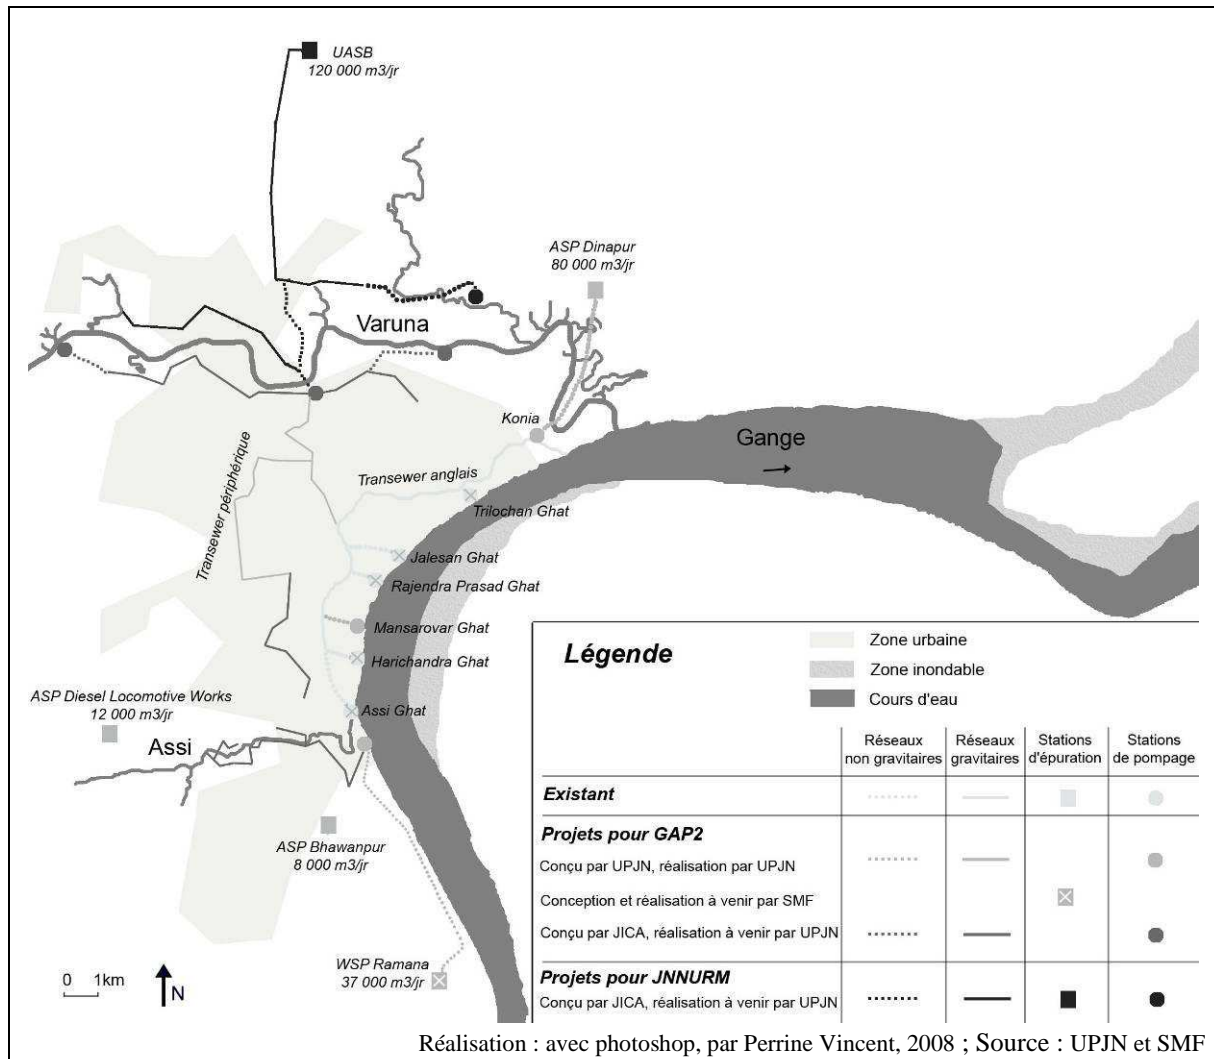 UASB
120 000 m3/jr
ASP Dinapur
80 000 m3/jr
Varuna
Konia
Gange
Transewer anglais
Transewer périphérique
Trilochan Ghat
Jalesan Ghat
Rajendra Prasad Ghat
Mansarovar Ghat
Harichandra Ghat
Assi Ghat
ASP Diesel Locomotive Works
12 000 m3/jr
Assi
ASP Bhawanpur
8 000 m3/jr
WSP Ramana
37 000 m3/jr
0 1km
N
Légende
Zone urbaine
Zone inondable
Cours d'eau
Réseaux non gravitaires
Réseaux gravitaires
Stations d'épuration
Stations de pompage
Existant
Projets pour GAP2
Conçu par UPJN, réalisation par UPJN
Conception et réalisation à venir par SMF
Conçu par JICA, réalisation à venir par UPJN
Projets pour JNNURM
Conçu par JICA, réalisation à venir par UPJN
Réalisation : avec photoshop, par Perrine Vincent, 2008 ; Source : UPJN et SMF